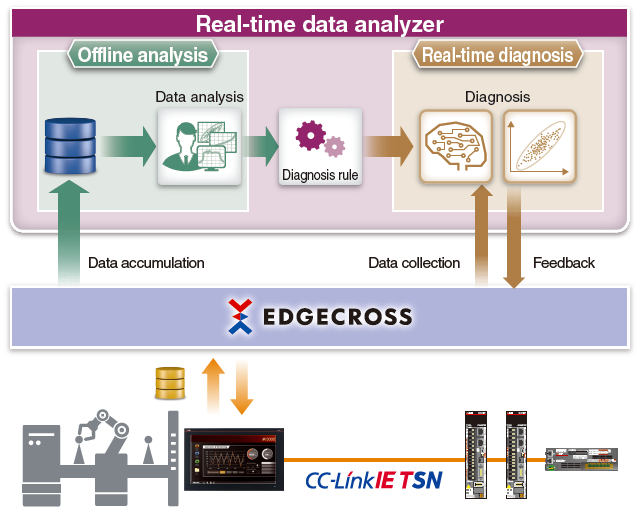 Real-time data analyzer
Offline analysis
Real-time diagnosis
Data analysis
Diagnosis
Diagnosis rule
Data accumulation
Data collection
Feedback
EDGECROSS
CC-Link IE TSN